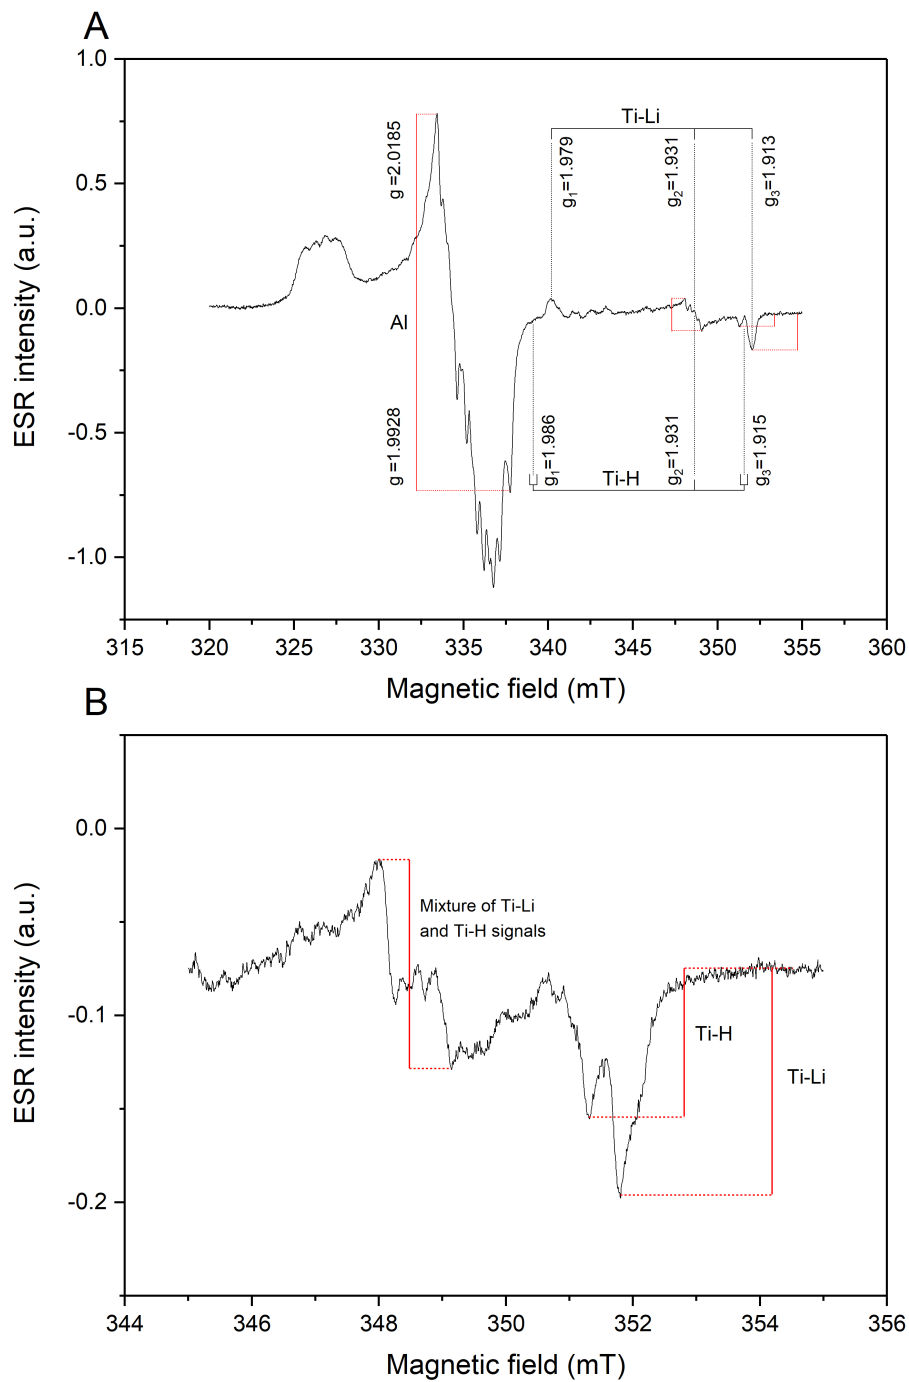 A
1.0
0.5
0.0
-0.5
-1.0
ESR intensity (a.u.)
g=2.0185
Al
g=1.9928
Ti-Li
g₁=1.979
g₂=1.931
g₃=1.913
g₁=1.986
g₂=1.931
g₃=1.915
Ti-H
315 320 325 330 335 340 345 350 355 360
Magnetic field (mT)
B
0.0
-0.1
-0.2
ESR intensity (a.u.)
Mixture of Ti-Li
and Ti-H signals
Ti-H
Ti-Li
344 346 348 350 352 354 356
Magnetic field (mT)